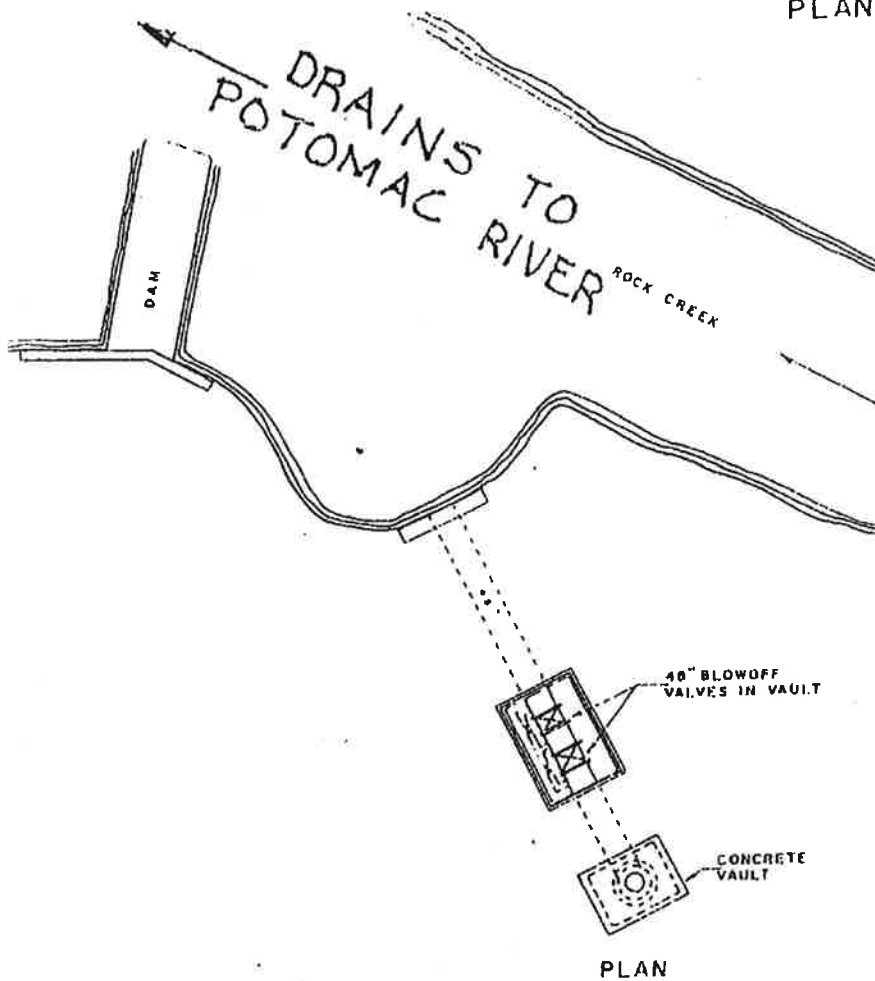 PLAN
DRAINS TO
POTOMAC RIVER
ROCK CREEK
DAM
48" BLOWOFF
VALVES IN VAULT
CONCRETE
VAULT
PLAN